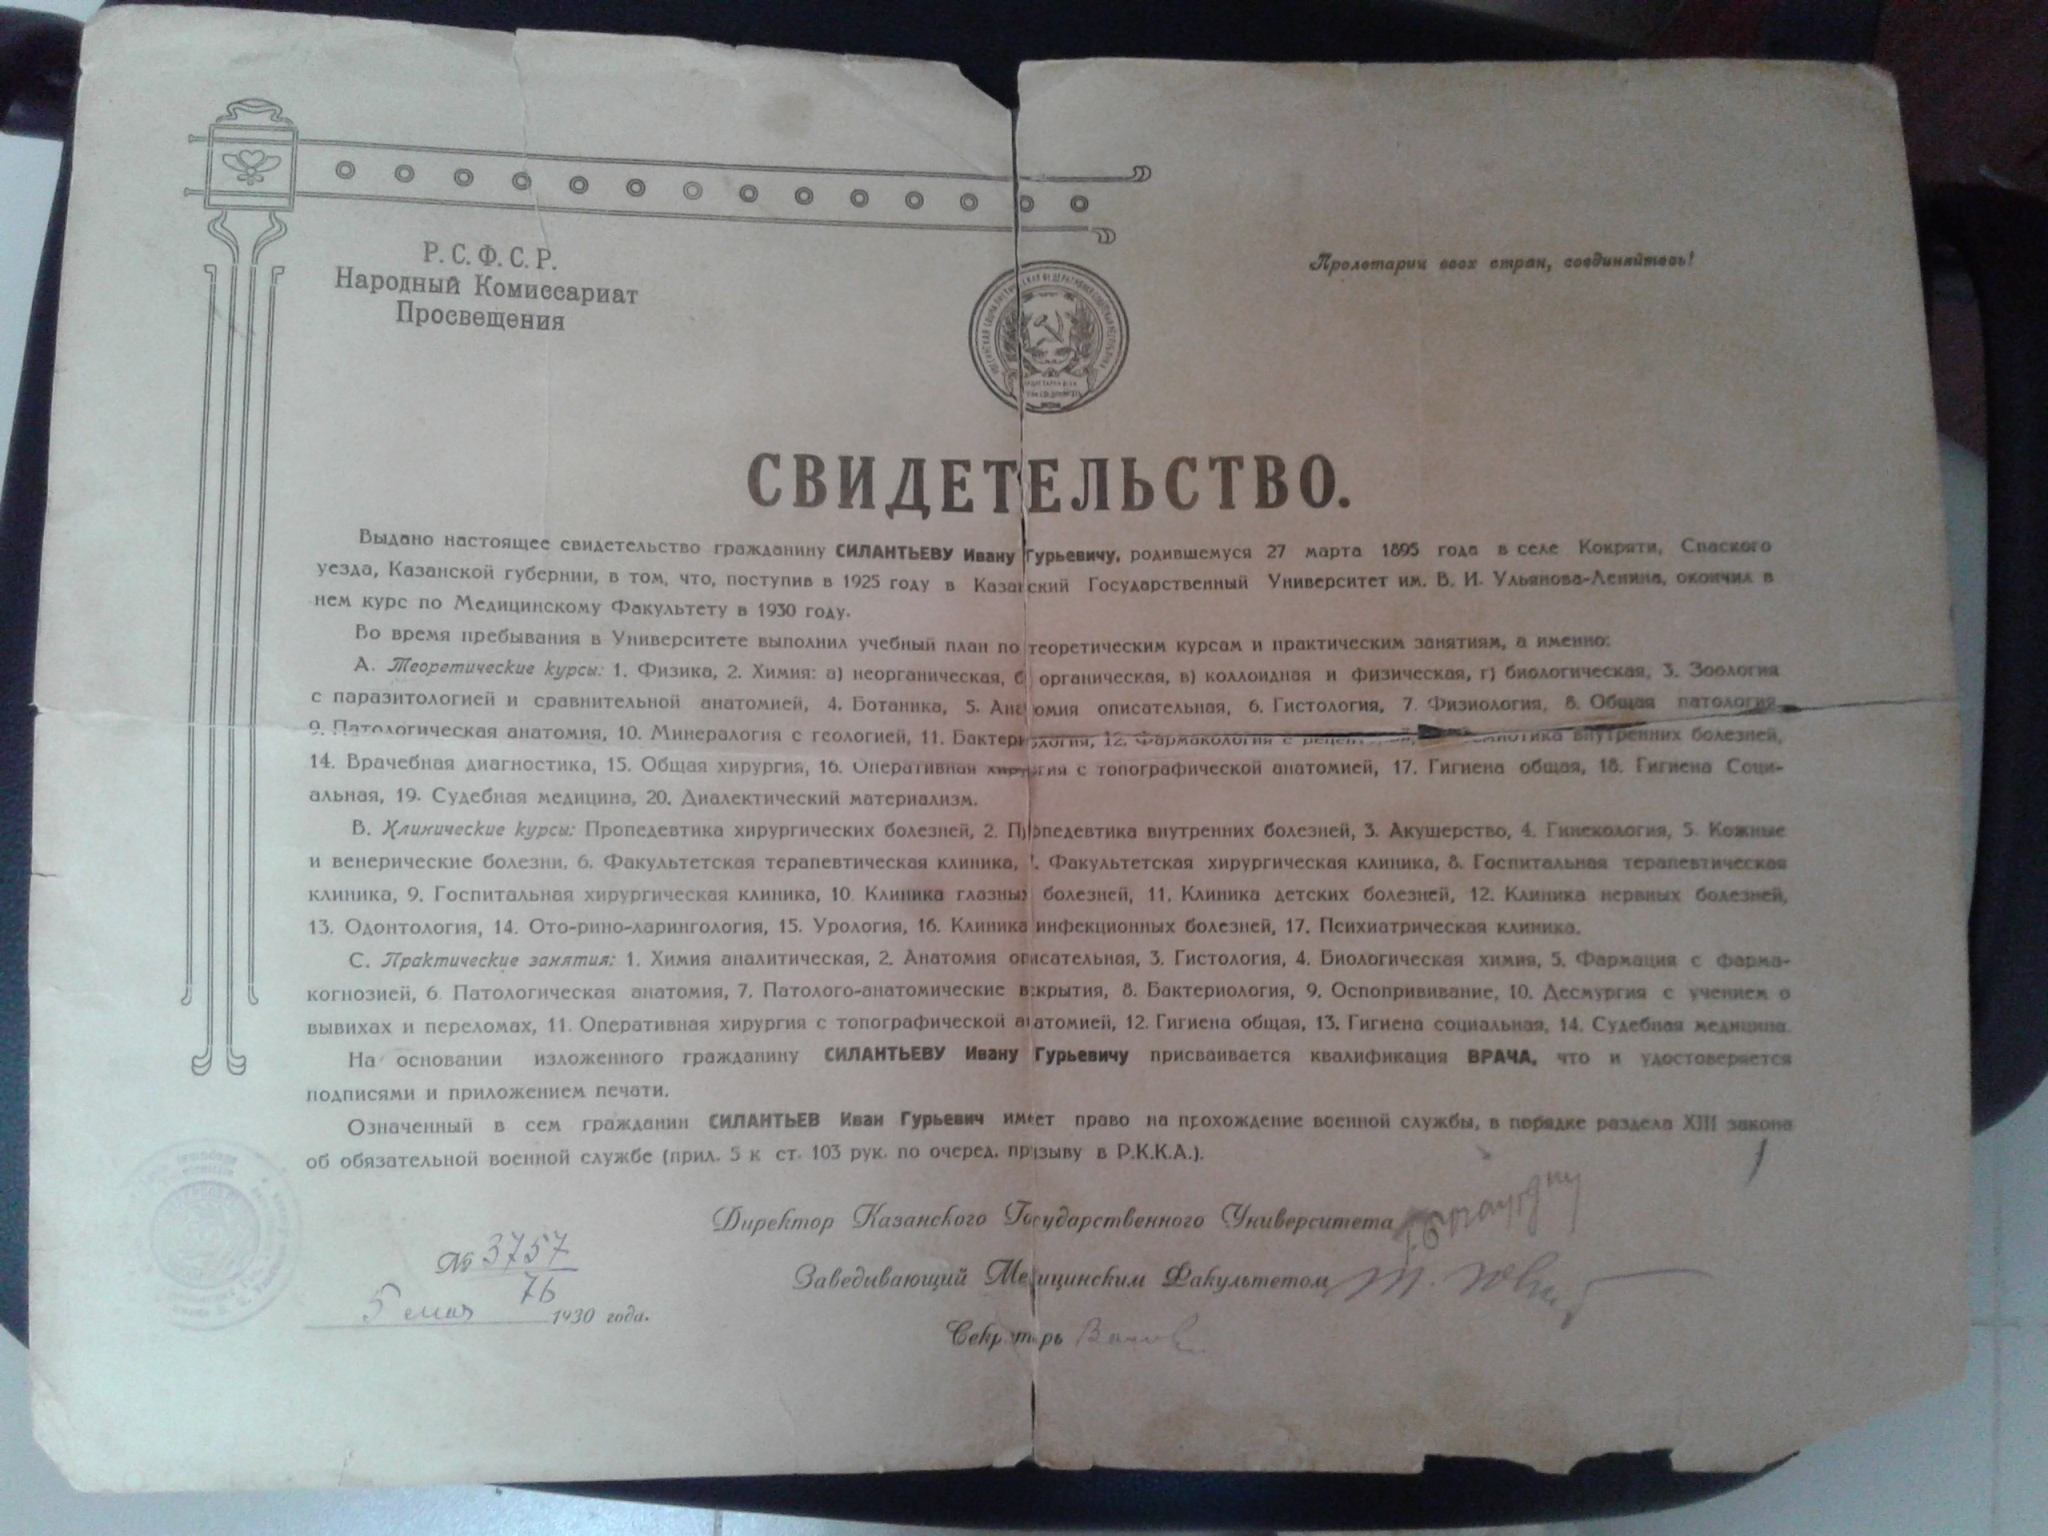 Р. С. Ф. С. Р.
Народный Комиссариат
Просвещения
Пролетарии всех стран, соединяйтесь!
СВИДЕТЕЛЬСТВО.
Выдано настоящее свидетельство гражданину СИЛАНТЬЕВУ Ивану Гурьевичу, родившемуся 27 марта 1895 года в селе Кокряти, Спаского
уезда, Казанской губернии, в том, что, поступив в 1925 году в Казанский Государственный Университет им. В. И. Ульянова-Ленина, окончил в
нем курс по Медицинскому Факультету в 1930 году.
Во время пребывания в Университете выполнил учебный план по теоретическим курсам и практическим занятиям, а именно:
А. Теоретические курсы: 1. Физика, 2. Химия: а) неорганическая, б) органическая, в) коллоидная и физическая, г) биологическая, 3. Зоология
с паразитологией и сравнительной анатомией, 4. Ботаника, 5. Анатомия описательная, 6. Гистология, 7. Физиология, 8. Общая патология
9. Патологическая анатомия, 10. Минералогия с геологией, 11. Бактериология, 12. Фармакология с внутренних болезней,
14. Врачебная диагностика, 15. Общая хирургия, 16. Оперативная хирургия с топографической анатомией, 17. Гигиена общая, 18. Гигиена Соци-
альная, 19. Судебная медицина, 20. Диалектический материализм.
В. Клинические курсы: Пропедевтика хирургических болезней, 2. Пропедевтика внутренних болезней, 3. Акушерство, 4. Гинекология, 5. Кожные
и венерические болезни, 6. Факультетская терапевтическая клиника, 7. Факультетская хирургическая клиника, 8. Госпитальная терапевтическая
клиника, 9. Госпитальная хирургическая клиника, 10. Клиника глазных болезней, 11. Клиника детских болезней, 12. Клиника нервных болезней,
13. Одонтология, 14. Ото-рино-ларингология, 15. Урология, 16. Клиника инфекционных болезней, 17. Психиатрическая клиника.
С. Практические занятия: 1. Химия аналитическая, 2. Анатомия описательная, 3. Гистология, 4. Биологическая химия, 5. Фармация с фарма-
когнозией, 6. Патологическая анатомия, 7. Патолого-анатомические вскрытия, 8. Бактериология, 9. Оспопрививание, 10. Десмургия с учением о
вывихах и переломах, 11. Оперативная хирургия с топографической анатомией, 12. Гигиена общая, 13. Гигиена социальная, 14. Судебная медицина.
На основании изложенного гражданину СИЛАНТЬЕВУ Ивану Гурьевичу присваивается квалификация ВРАЧА, что и удостоверяется
подписями и приложением печати.
Означенный в сем гражданин СИЛАНТЬЕВ Иван Гурьевич имеет право на прохождение военной службы, в порядке раздела XIII закона
об обязательной военной службе (прил. 5 к ст. 103 рук. по очеред. призыву в Р.К.К.А.).
Директор Казанского Государственного Университета
№ 3757
76
Заведывающий Медицинским Факультетом
5 мая 1930 года.
Секретарь